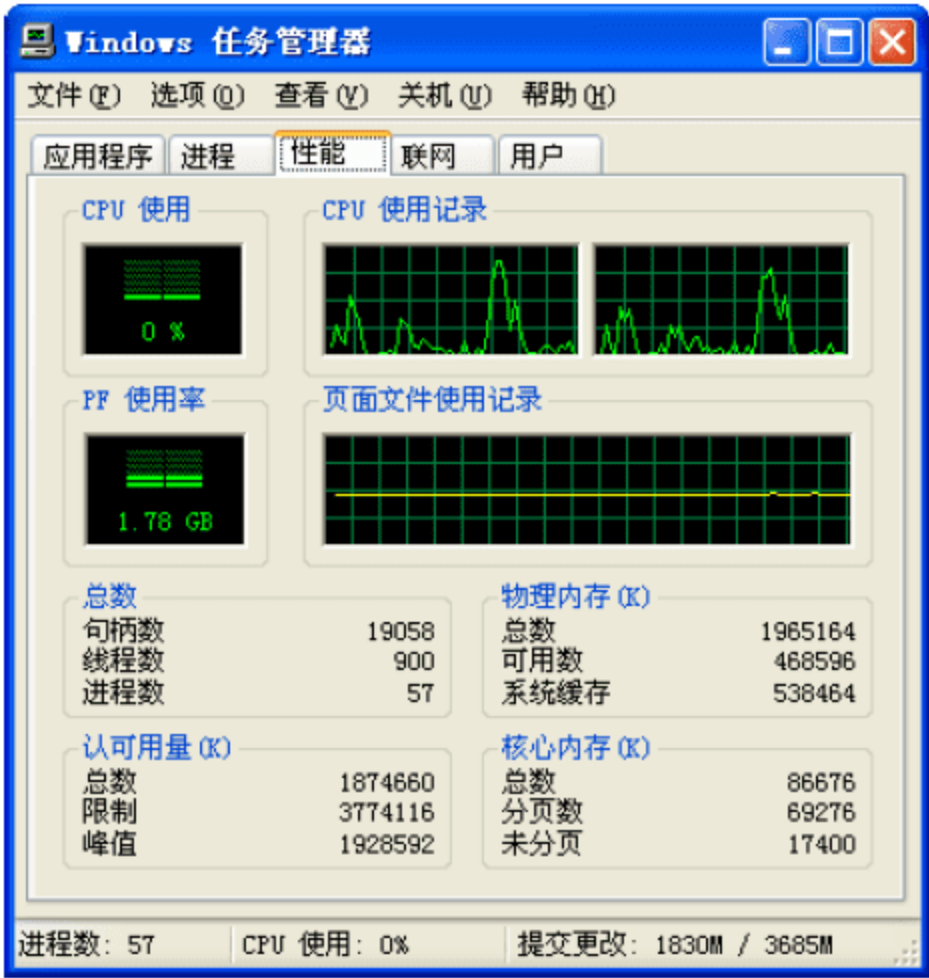 Windows 任务管理器
文件(F) 选项(O) 查看(V) 关机(U) 帮助(H)
应用程序 进程 性能 联网 用户
CPU 使用
CPU 使用记录
0 %
PF 使用率
页面文件使用记录
1.78 GB
总数
句柄数 19058
线程数 900
进程数 57
物理内存(K)
总数 1965164
可用数 468596
系统缓存 538464
认可用量(K)
总数 1874660
限制 3774116
峰值 1928592
核心内存(K)
总数 86676
分页数 69276
未分页 17400
进程数: 57 CPU 使用: 0% 提交更改: 1830M / 3685M